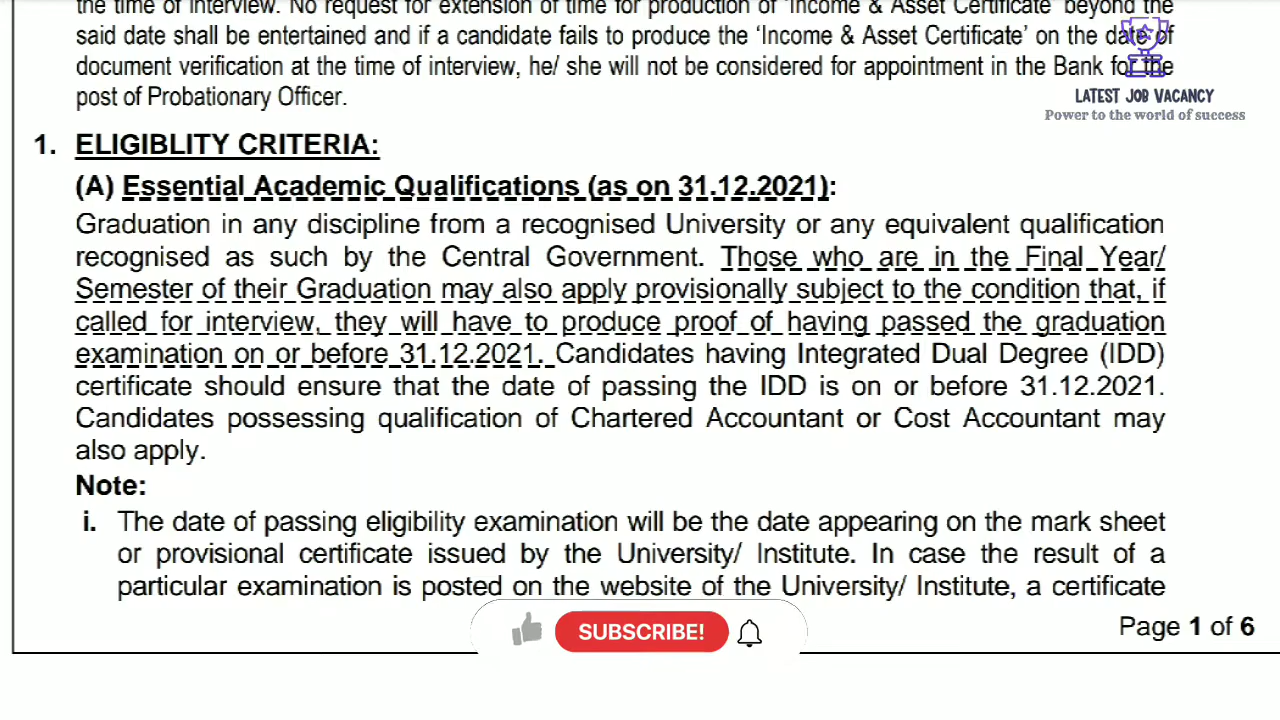 the time of interview. No request for extension of time for production of 'Income & Asset Certificate' beyond the
said date shall be entertained and if a candidate fails to produce the 'Income & Asset Certificate' on the date of
document verification at the time of interview, he/ she will not be considered for appointment in the Bank for the
post of Probationary Officer.
LATEST JOB VACANCY
Power to the world of success
1. ELIGIBLITY CRITERIA:
(A) Essential Academic Qualifications (as on 31.12.2021):
Graduation in any discipline from a recognised University or any equivalent qualification
recognised as such by the Central Government. Those who are in the Final Year/
Semester of their Graduation may also apply provisionally subject to the condition that, if
called for interview, they will have to produce proof of having passed the graduation
examination on or before 31.12.2021. Candidates having Integrated Dual Degree (IDD)
certificate should ensure that the date of passing the IDD is on or before 31.12.2021.
Candidates possessing qualification of Chartered Accountant or Cost Accountant may
also apply.
Note:
i. The date of passing eligibility examination will be the date appearing on the mark sheet
or provisional certificate issued by the University/ Institute. In case the result of a
particular examination is posted on the website of the University/ Institute, a certificate
SUBSCRIBE!
Page 1 of 6